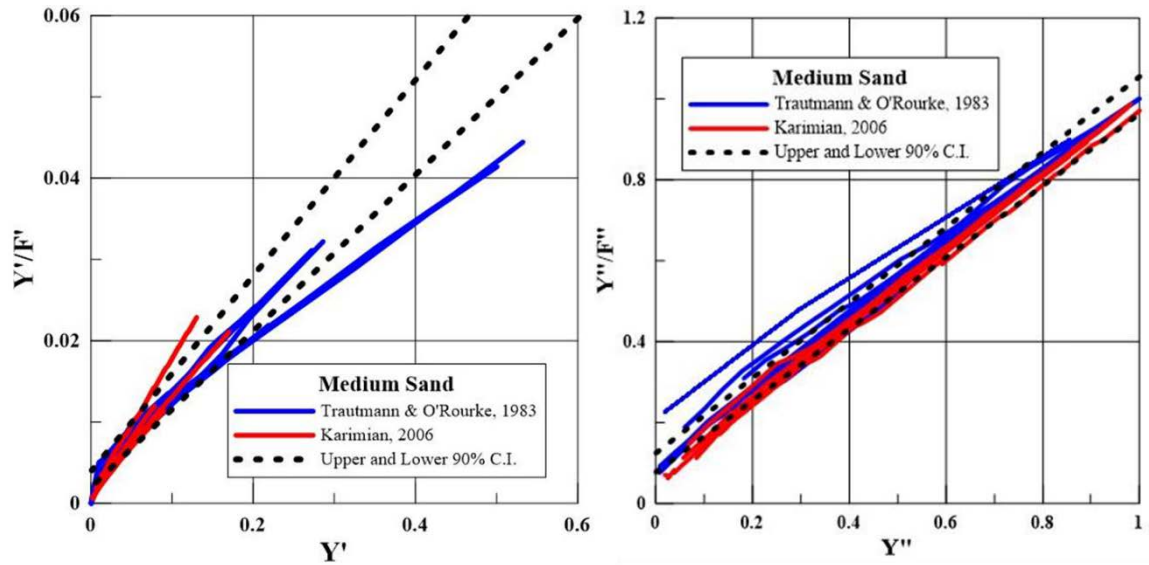 0.06
0.04
0.02
0
Y'/F'
Medium Sand
Trautmann & O'Rourke, 1983
Karimian, 2006
Upper and Lower 90% C.I.
0 0.2 0.4 0.6
Y'
1.2
0.8
0.4
0
Y"/F"
Medium Sand
Trautmann & O'Rourke, 1983
Karimian, 2006
Upper and Lower 90% C.I.
0 0.2 0.4 0.6 0.8 1
Y"